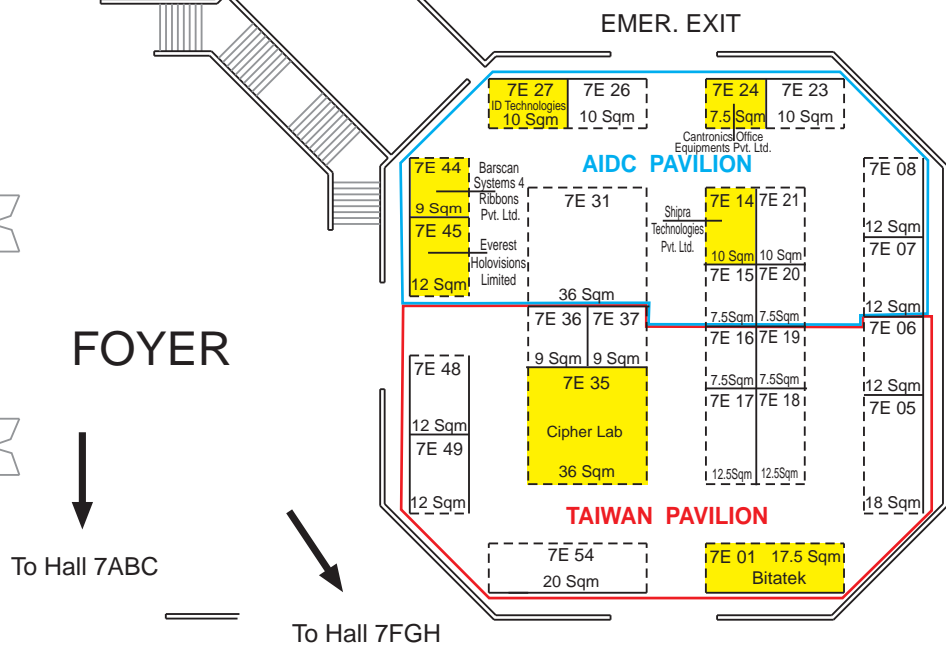 EMER. EXIT
7E 27
ID Technologies
10 Sqm
7E 26
10 Sqm
7E 24
7.5 Sqm
7E 23
10 Sqm
Cantronics Office
Equipments Pvt. Ltd.
AIDC PAVILION
7E 44
9 Sqm
Barscan
Systems 4
Ribbons
Pvt. Ltd.
7E 45
12 Sqm
Everest
Holovisions
Limited
7E 31
36 Sqm
Shipra
Technologies
Pvt. Ltd.
7E 14
10 Sqm
7E 21
10 Sqm
7E 15
7.5Sqm
7E 20
7.5Sqm
7E 08
12 Sqm
7E 07
12 Sqm
FOYER
7E 36
9 Sqm
7E 37
9 Sqm
7E 16
7.5Sqm
7E 19
7.5Sqm
7E 06
12 Sqm
7E 48
12 Sqm
7E 49
12 Sqm
7E 35
Cipher Lab
36 Sqm
7E 17
12.5Sqm
7E 18
12.5Sqm
7E 05
18 Sqm
TAIWAN PAVILION
7E 54
20 Sqm
7E 01 17.5 Sqm
Bitatek
To Hall 7ABC
To Hall 7FGH